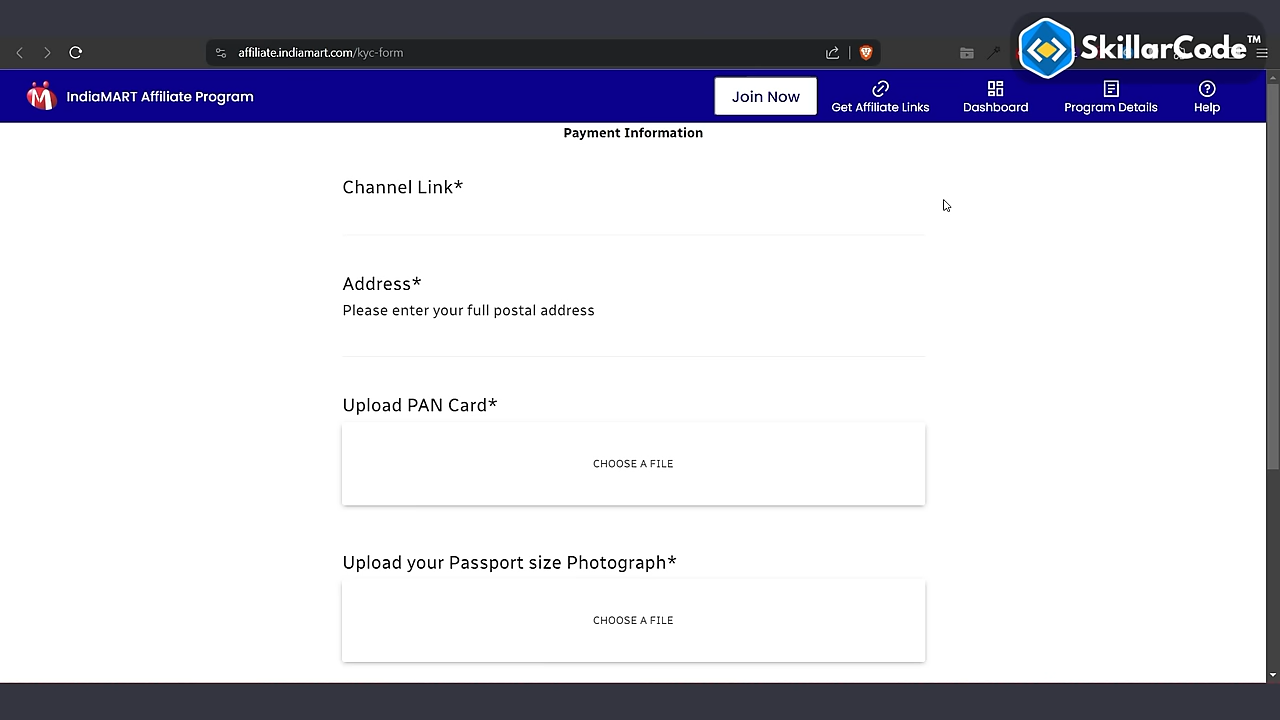 affiliate.indiamart.com/kyc-form
SkillarCode™
IndiaMART Affiliate Program
Join Now
Get Affiliate Links
Dashboard
Program Details
Help
Payment Information
Channel Link*
Address*
Please enter your full postal address
Upload PAN Card*
CHOOSE A FILE
Upload your Passport size Photograph*
CHOOSE A FILE